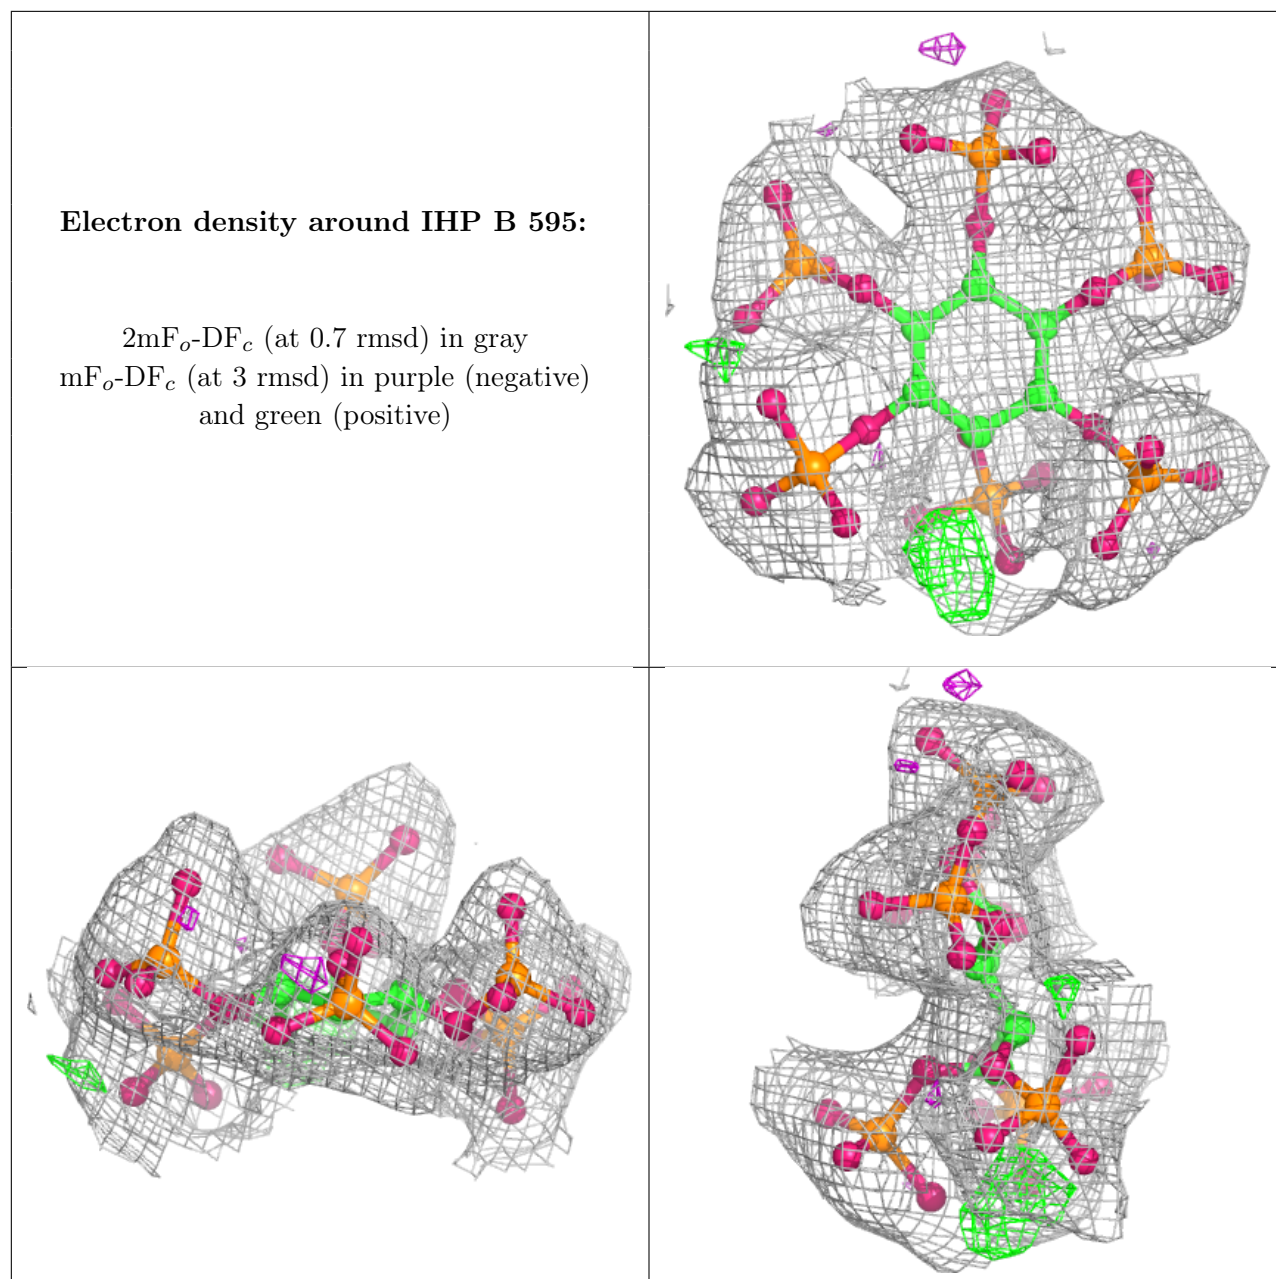 Electron density around IHP B 595:
2mFo-DFc (at 0.7 rmsd) in gray
mFo-DFc (at 3 rmsd) in purple (negative)
and green (positive)